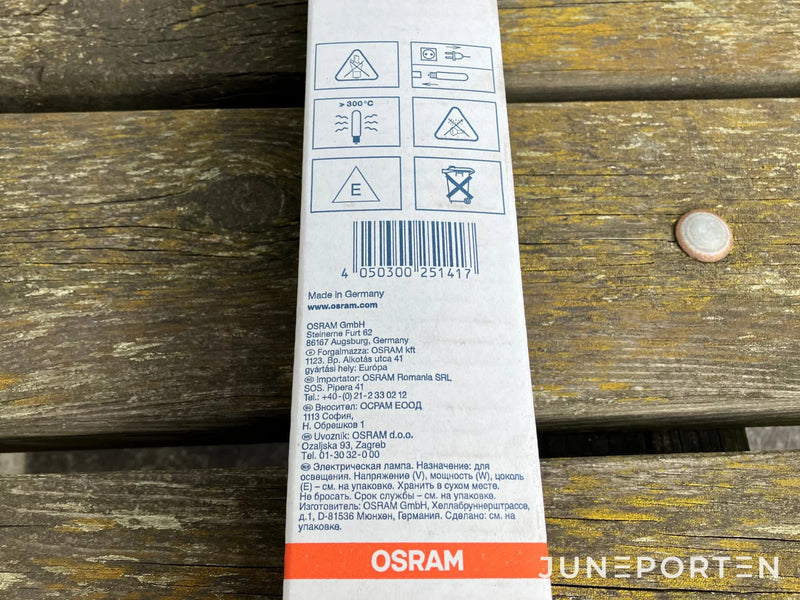 > 300 °C
E
4 050300 251417
Made in Germany
www.osram.com
OSRAM GmbH
Steinerne Furt 62
86167 Augsburg, Germany
H Forgalmazza: OSRAM kft
1123. Bp. Alkotás utca 41
gyártási hely: Európa
Importator: OSRAM Romania SRL
SOS. Pipera 41
Tel.: +40-(0) 21-2 33 02 12
Вносител: ОСРАМ ЕООД
1113 София,
Н. Обрешков 1
Uvoznik: OSRAM d.o.o.
Ozaljska 93, Zagreb
Tel. 01-30 32-0 00
Электрическая лампа. Назначение: для
освещения. Напряжение (V), мощность (W), цоколь
(E) – см. на упаковке. Хранить в сухом месте.
Не бросать. Срок службы – см. на упаковке.
Изготовитель: OSRAM GmbH, Хеллабруннерштрассе,
д.1, D-81536 Мюнхен, Германия. Сделано: см. на
упаковке.
OSRAM
JUNEPORTEN